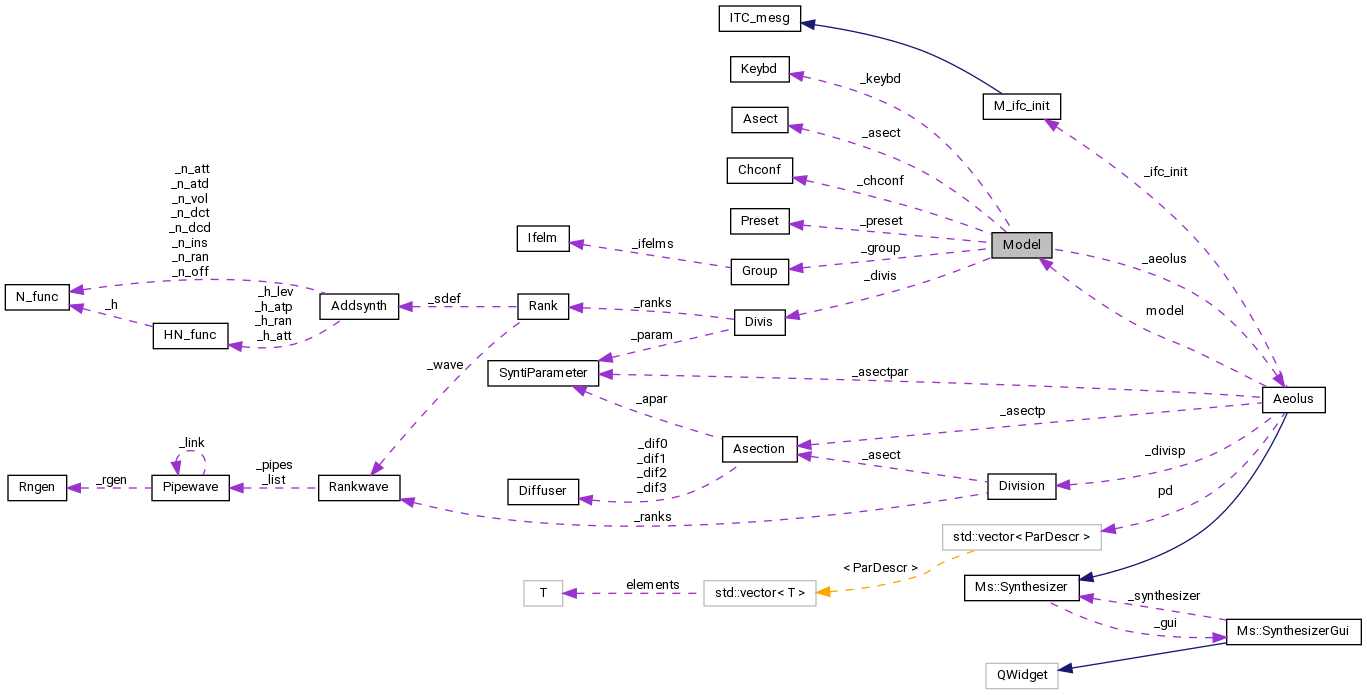 ITC_mesg
Keybd
_keybd
M_ifc_init
Asect
_asect
_ifc_init
Chconf
_chconf
_n_att
_n_atd
_n_vol
_n_dct
_n_dcd
_n_ins
_n_ran
_n_off
Preset
_preset
Ifelm
_ifelms
Group
_group
Model
_aeolus
_divis
N_func
_h
HN_func
_h_lev
_h_atp
_h_ran
_h_att
Addsynth
_sdef
Rank
_ranks
Divis
model
_param
_wave
SyntiParameter
_asectpar
Aeolus
_apar
_asectp
_link
_dif0
_dif1
_dif2
_dif3
Asection
_asect
_divisp
Rngen
_rgen
Pipewave
_pipes
_list
Rankwave
Diffuser
Division
pd
_ranks
std::vector< ParDescr >
< ParDescr >
T
elements
std::vector< T >
Ms::Synthesizer
_synthesizer
_gui
Ms::SynthesizerGui
QWidget